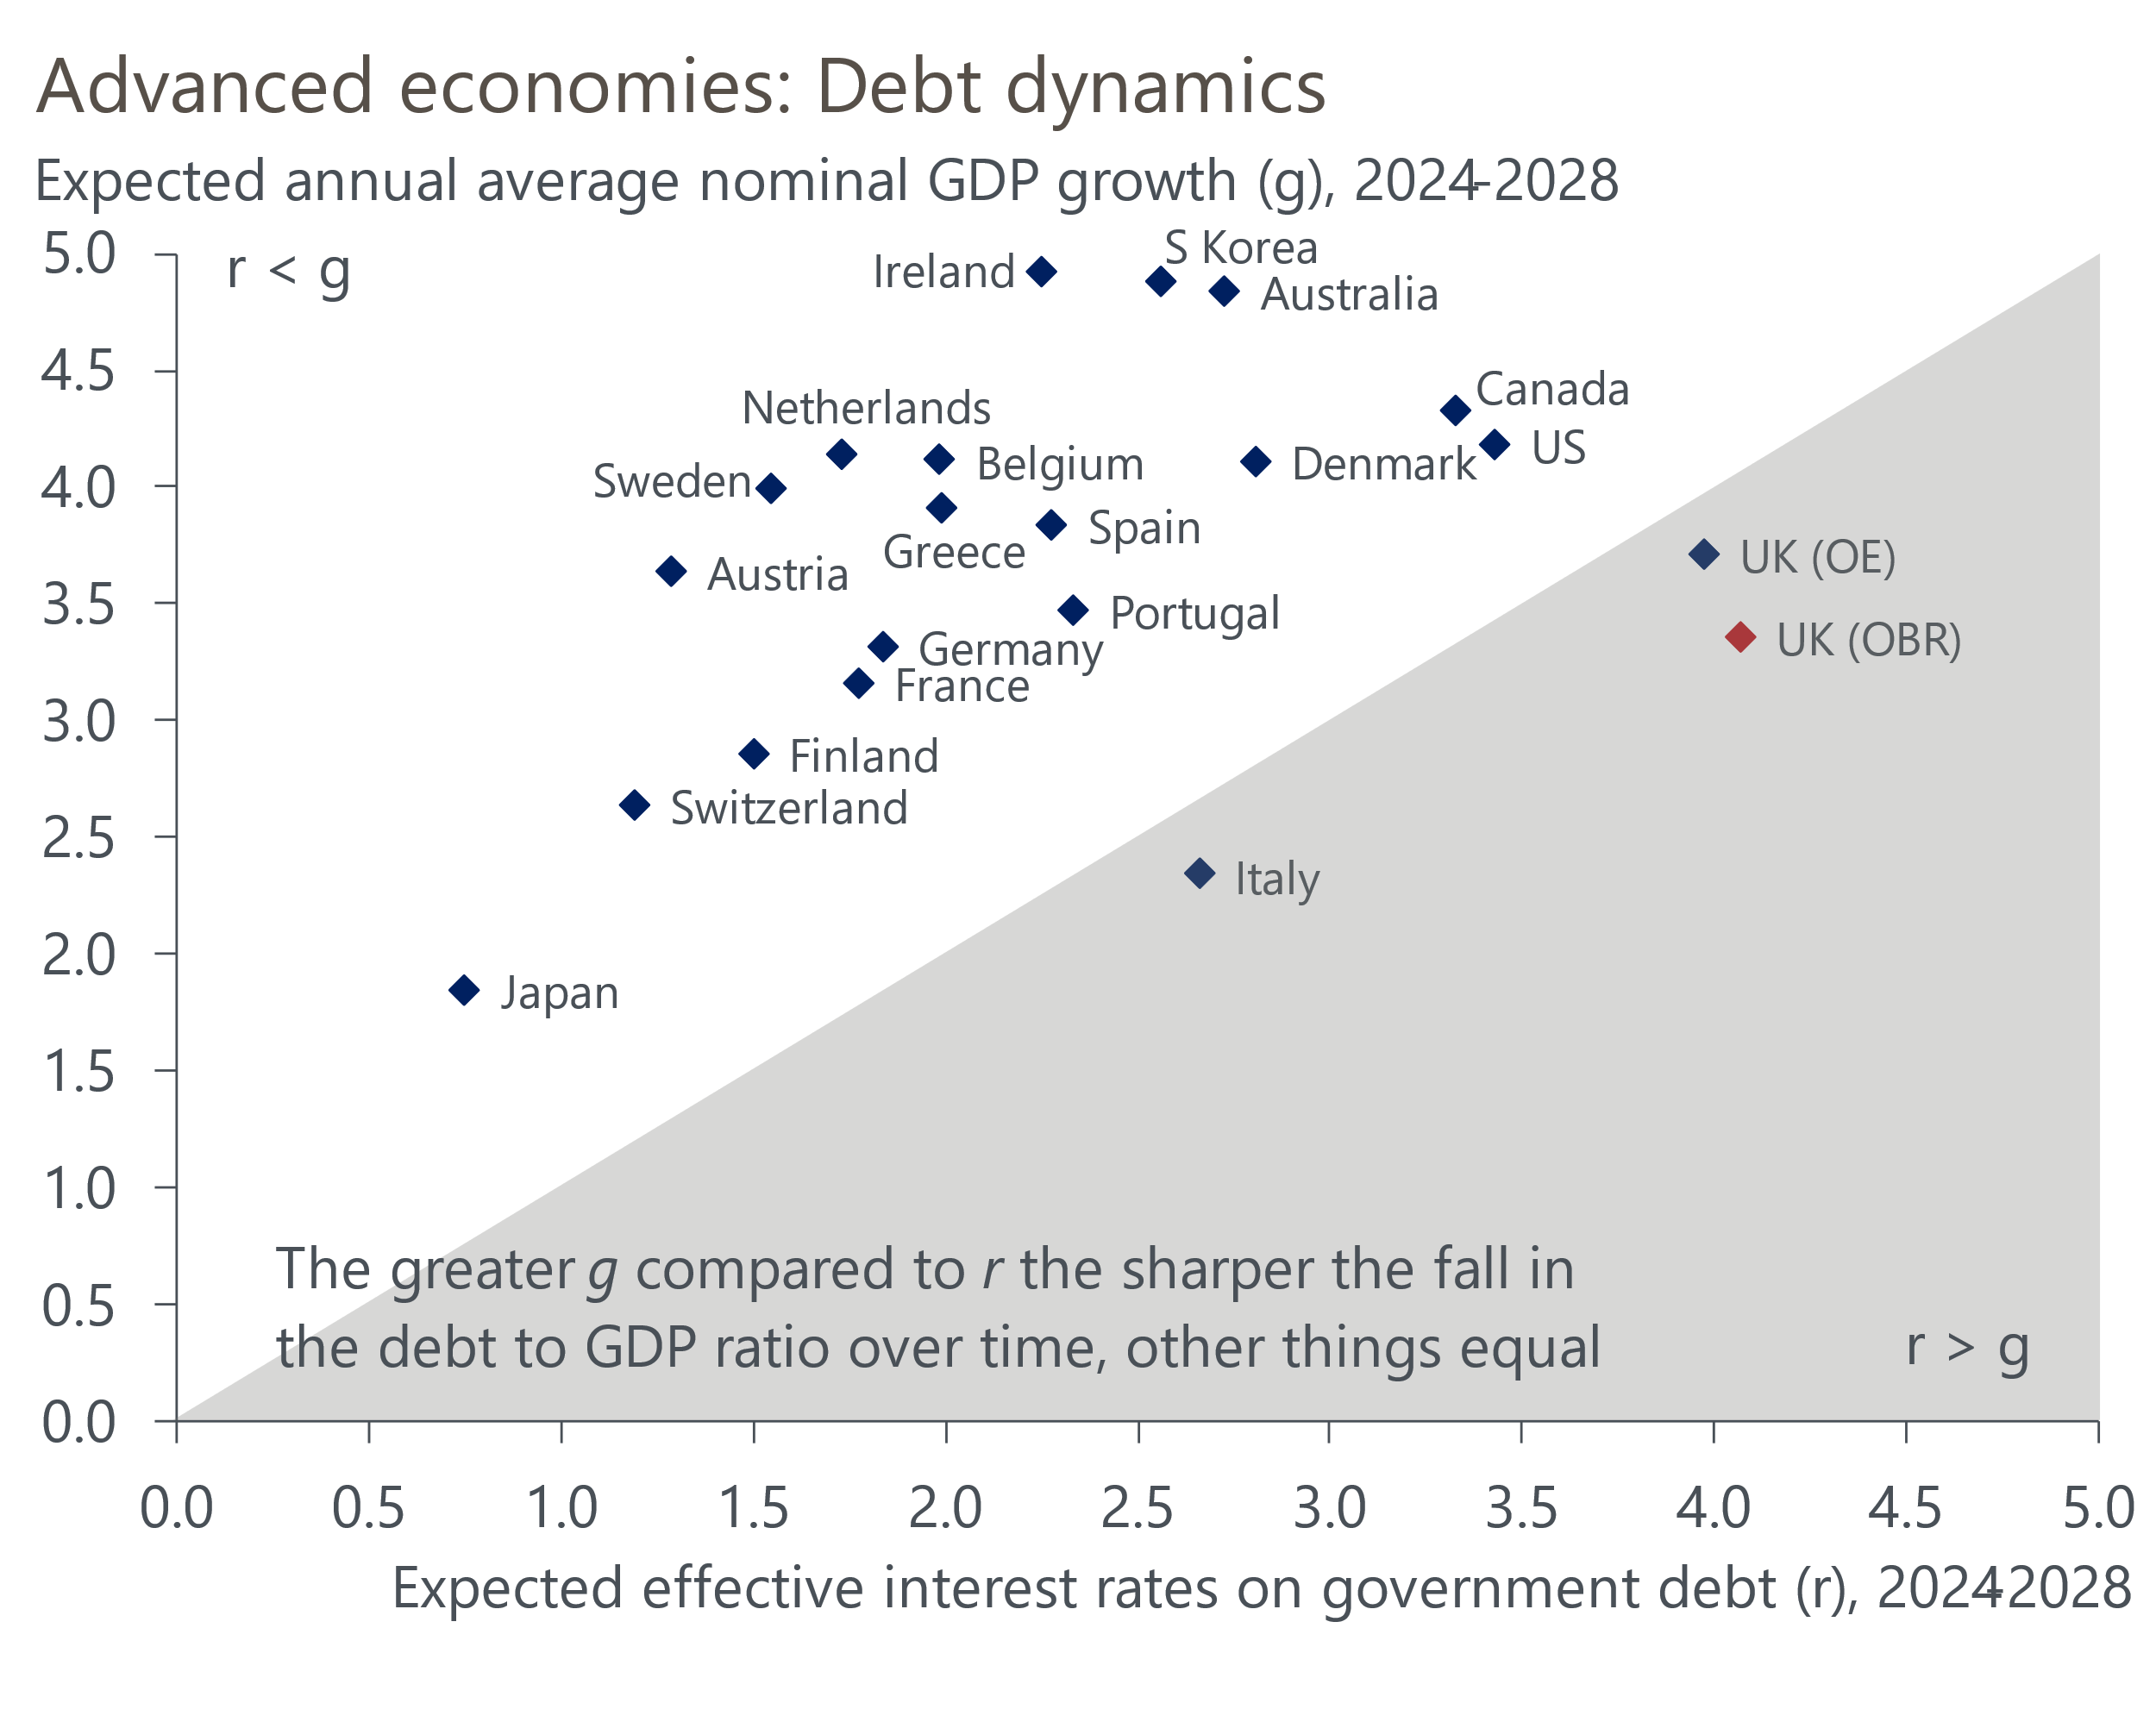 Advanced economies: Debt dynamics
Expected annual average nominal GDP growth (g), 2024-2028
5.0
r < g
Ireland
S Korea
Australia
4.5
Canada
Netherlands
US
Belgium
Denmark
Sweden
4.0
Spain
Greece
UK (OE)
Austria
3.5
Portugal
UK (OBR)
Germany
France
3.0
Finland
Switzerland
2.5
Italy
2.0
Japan
1.5
1.0
The greater g compared to r the sharper the fall in
0.5
the debt to GDP ratio over time, other things equal
r > g
0.0
0.0 0.5 1.0 1.5 2.0 2.5 3.0 3.5 4.0 4.5 5.0
Expected effective interest rates on government debt (r), 2024-2028